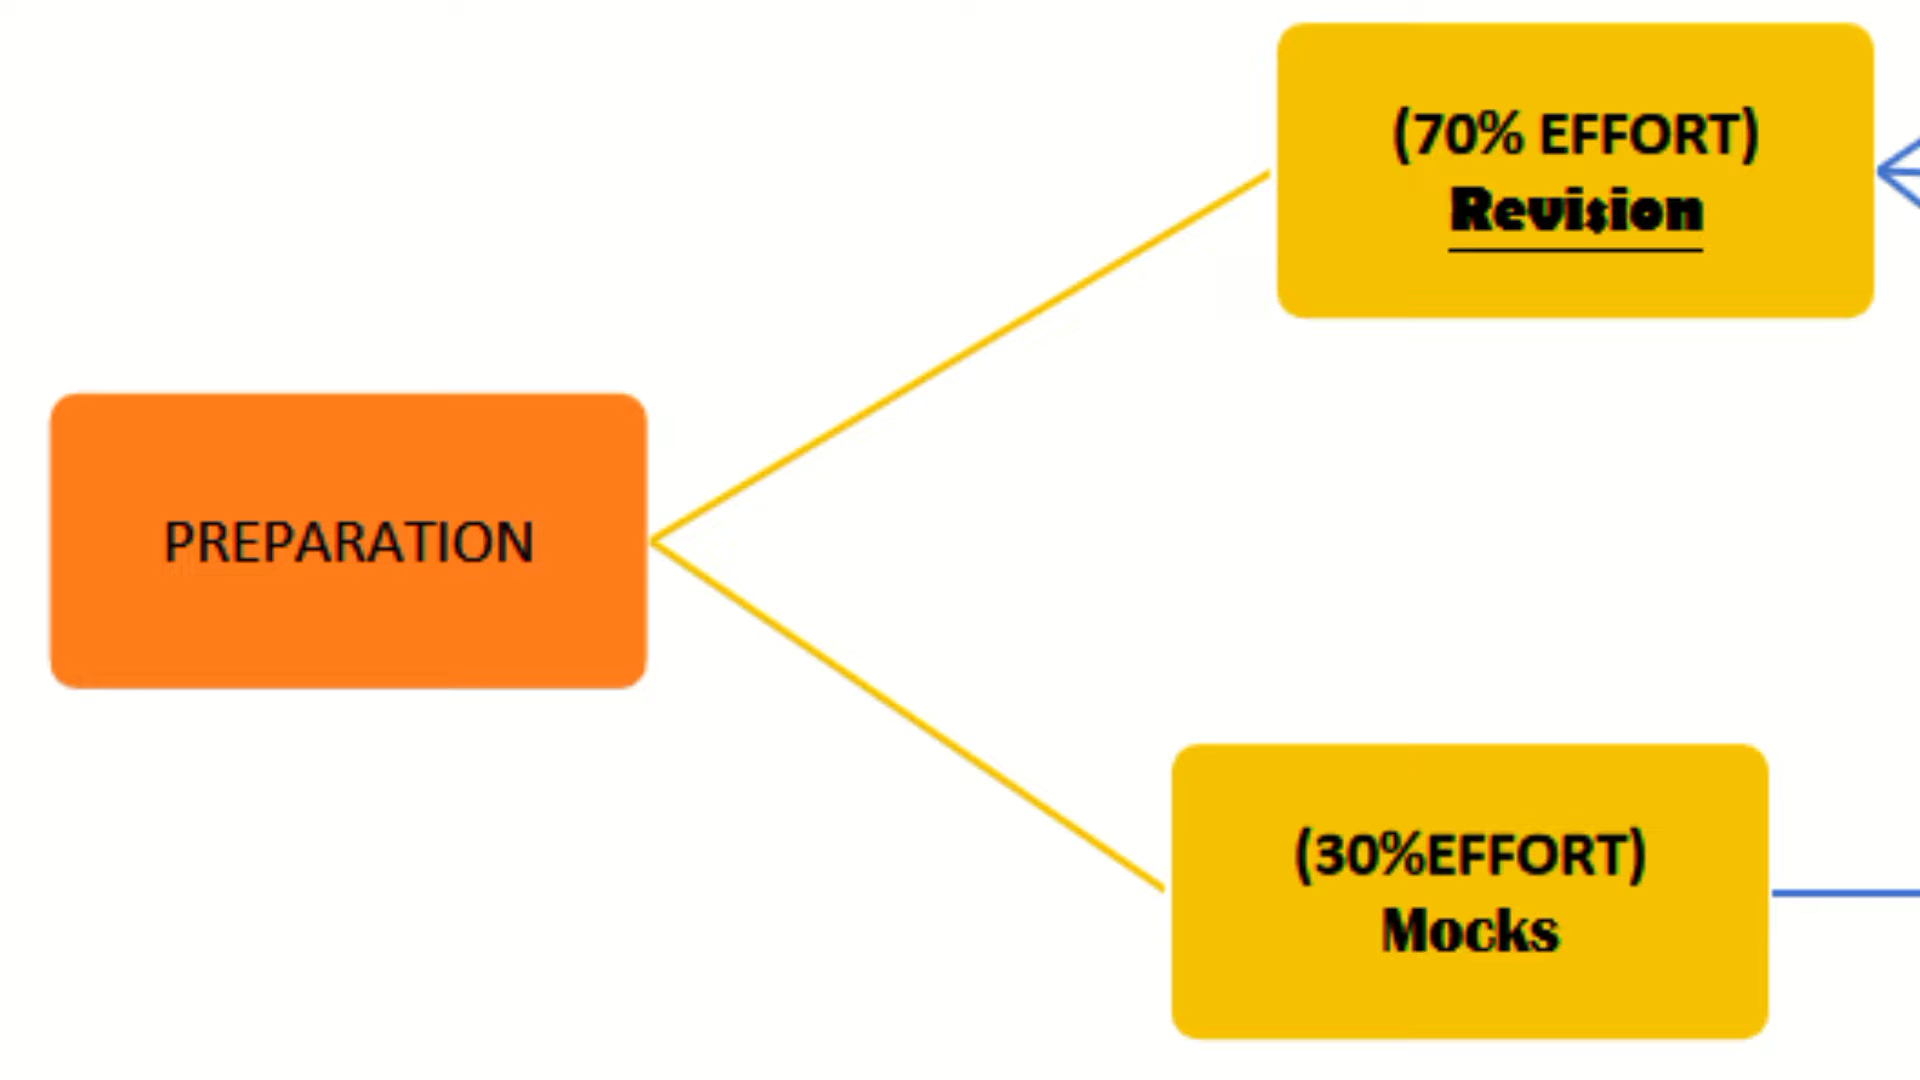 (70% EFFORT)
Revision
PREPARATION
(30%EFFORT)
Mocks